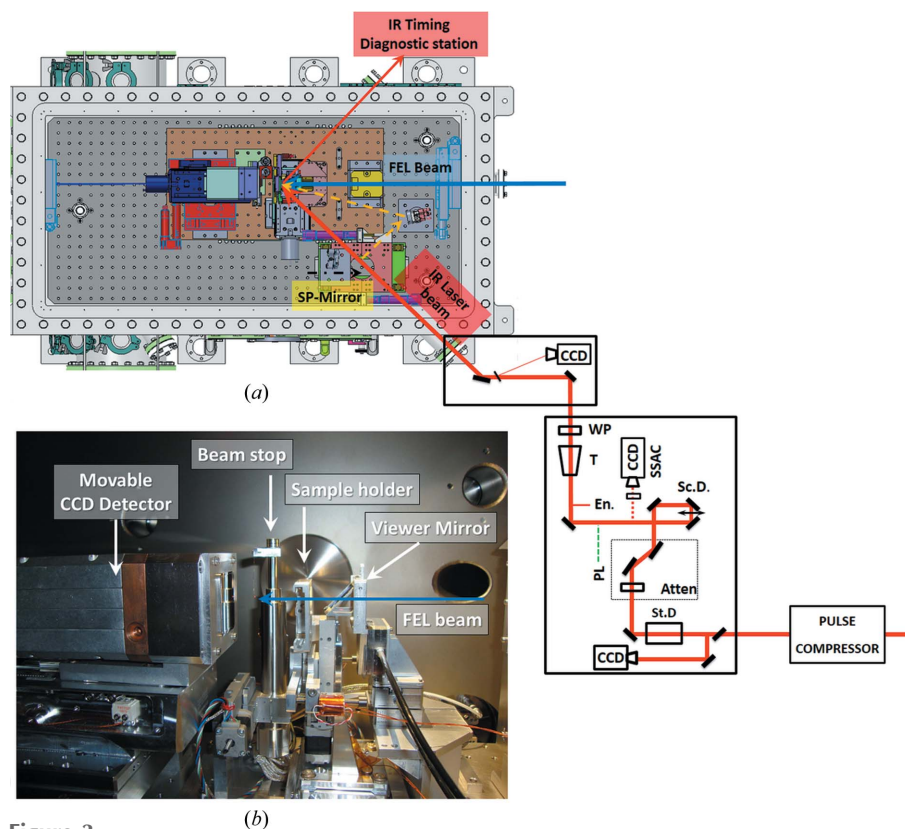 IR Timing
Diagnostic station
FEL Beam
SP-Mirror
IR Laser
beam
(a)
CCD
WP
T
CCD
SSAC
Sc.D.
En.
PL
Atten
St.D
CCD
PULSE
COMPRESSOR
Beam stop
Movable
CCD Detector
Sample holder
Viewer Mirror
FEL beam
(b)